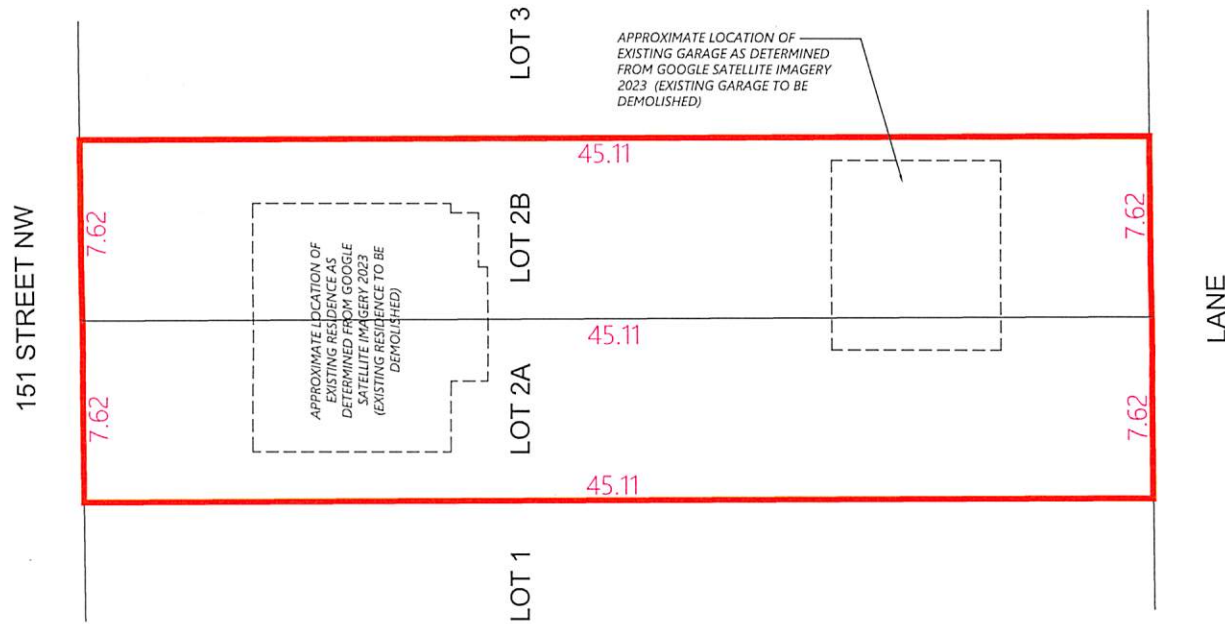 151 STREET NW
LOT 3
APPROXIMATE LOCATION OF
EXISTING GARAGE AS DETERMINED
FROM GOOGLE SATELLITE IMAGERY
2023 (EXISTING GARAGE TO BE
DEMOLISHED)
45.11
7.62
LOT 2B
7.62
APPROXIMATE LOCATION OF
EXISTING RESIDENCE AS
DETERMINED FROM GOOGLE
SATELLITE IMAGERY 2023
(EXISTING RESIDENCE TO BE
DEMOLISHED)
45.11
LANE
7.62
LOT 2A
7.62
45.11
LOT 1